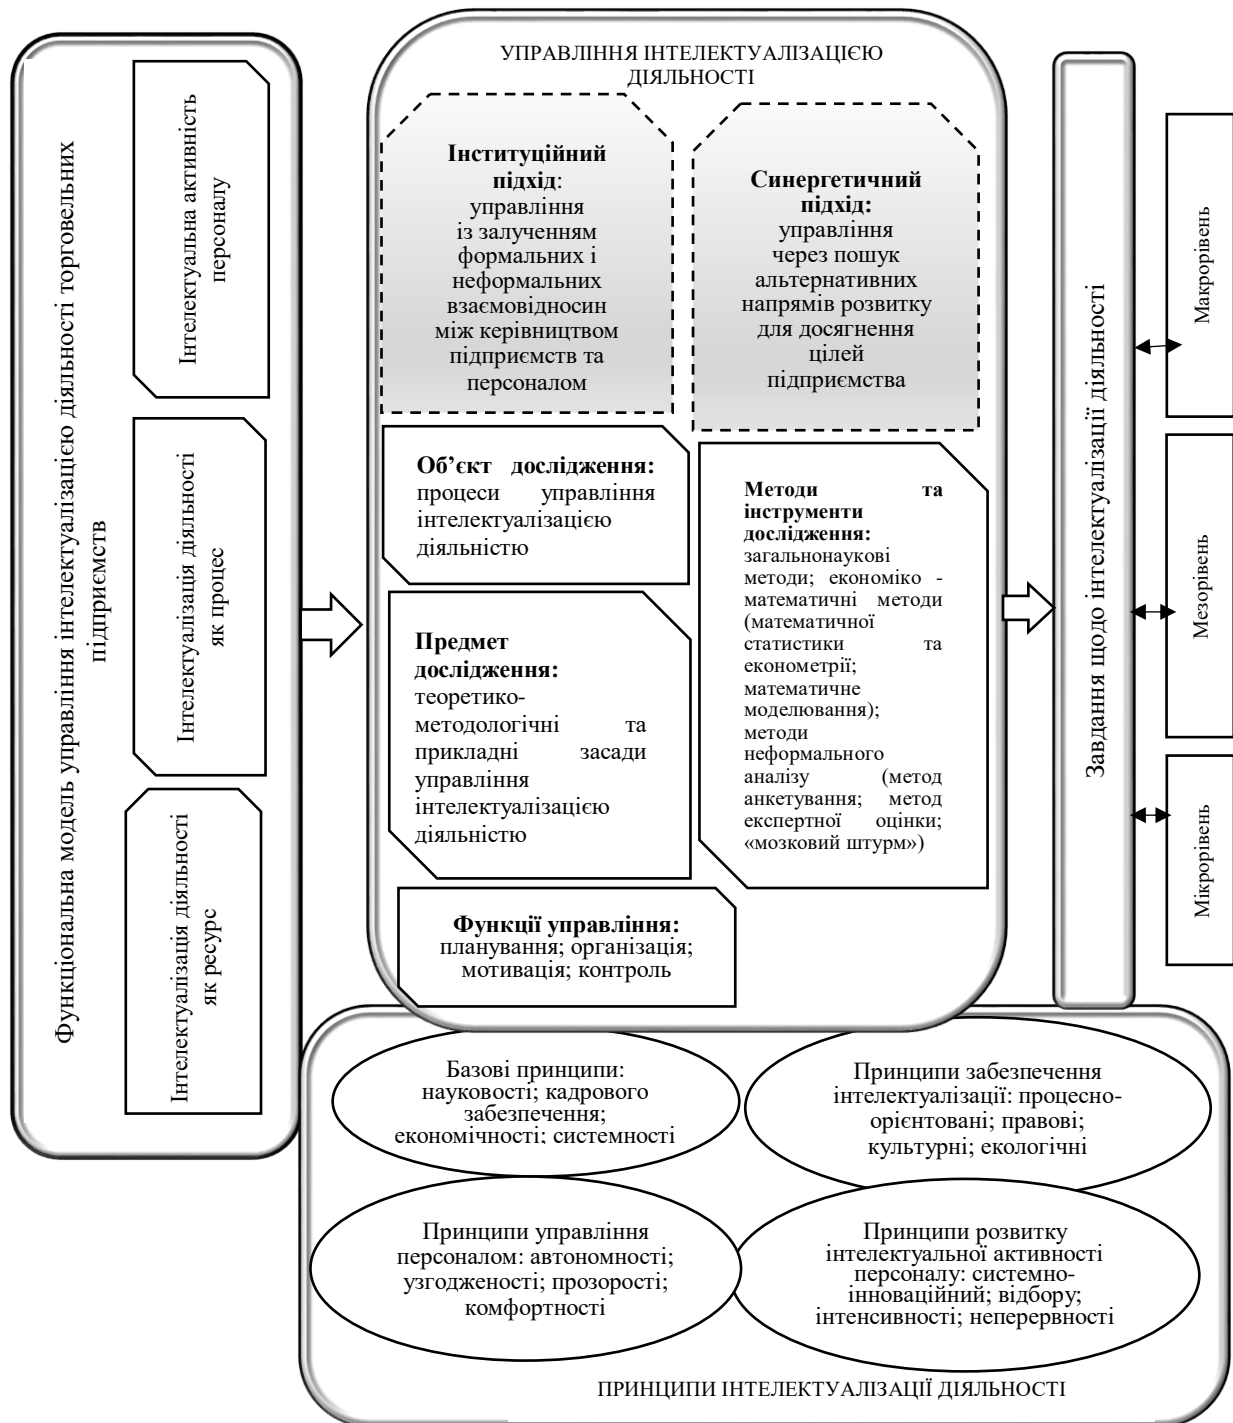 Функціональна модель управління інтелектуалізацією діяльності торговельних
підприємств
Інтелектуальна активність
персоналу
Інтелектуалізація діяльності
як процес
Інтелектуалізація діяльності
як ресурс
УПРАВЛІННЯ ІНТЕЛЕКТУАЛІЗАЦІЄЮ
ДІЯЛЬНОСТІ
Інституційний
підхід:
управління
із залученням
формальних і
неформальних
взаємовідносин
між керівництвом
підприємств та
персоналом
Синергетичний
підхід:
управління
через пошук
альтернативних
напрямів розвитку
для досягнення
цілей
підприємства
Об’єкт дослідження:
процеси управління
інтелектуалізацією
діяльністю
Предмет
дослідження:
теоретико-
методологічні та
прикладні засади
управління
інтелектуалізацією
діяльністю
Методи та
інструменти
дослідження:
загальнонаукові
методи; економіко -
математичні методи
(математичної
статистики та
економетрії;
математичне
моделювання);
методи
неформального
аналізу (метод
анкетування; метод
експертної оцінки;
«мозковий штурм»)
Функції управління:
планування; організація;
мотивація; контроль
Завдання щодо інтелектуалізації діяльності
Макрорівень
Мезорівень
Мікрорівень
Базові принципи:
науковості; кадрового
забезпечення;
економічності; системності
Принципи забезпечення
інтелектуалізації: процесно-
орієнтовані; правові;
культурні; екологічні
Принципи управління
персоналом: автономності;
узгодженості; прозорості;
комфортності
Принципи розвитку
інтелектуальної активності
персоналу: системно-
інноваційний; відбору;
інтенсивності; неперервності
ПРИНЦИПИ ІНТЕЛЕКТУАЛІЗАЦІЇ ДІЯЛЬНОСТІ